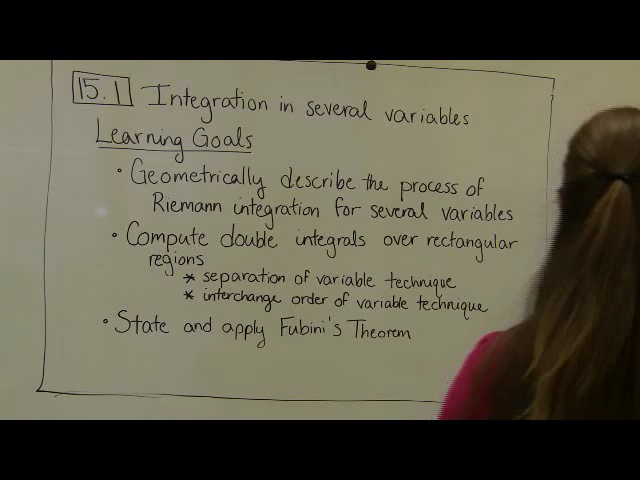 15.1 Integration in several variables
Learning Goals
• Geometrically describe the process of
Riemann integration for several variables
• Compute double integrals over rectangular
regions
* separation of variable technique
* interchange order of variable technique
• State and apply Fubini's Theorem